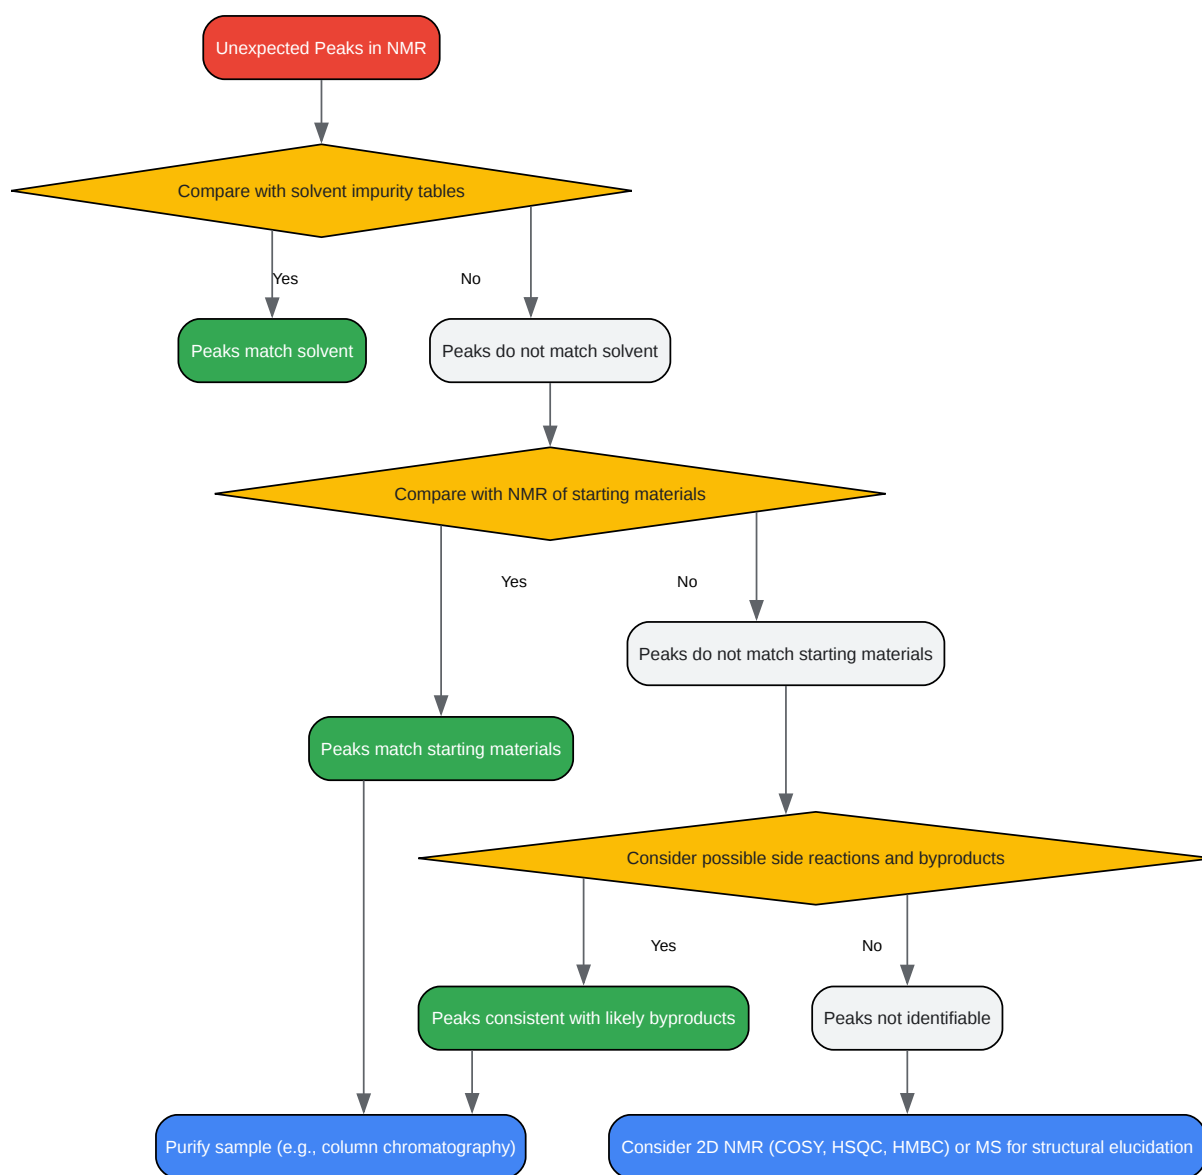 Unexpected Peaks in NMR
Compare with solvent impurity tables
Yes
No
Peaks match solvent
Peaks do not match solvent
Compare with NMR of starting materials
Yes
No
Peaks do not match starting materials
Peaks match starting materials
Consider possible side reactions and byproducts
Yes
No
Peaks consistent with likely byproducts
Peaks not identifiable
Purify sample (e.g., column chromatography)
Consider 2D NMR (COSY, HSQC, HMBC) or MS for structural elucidation